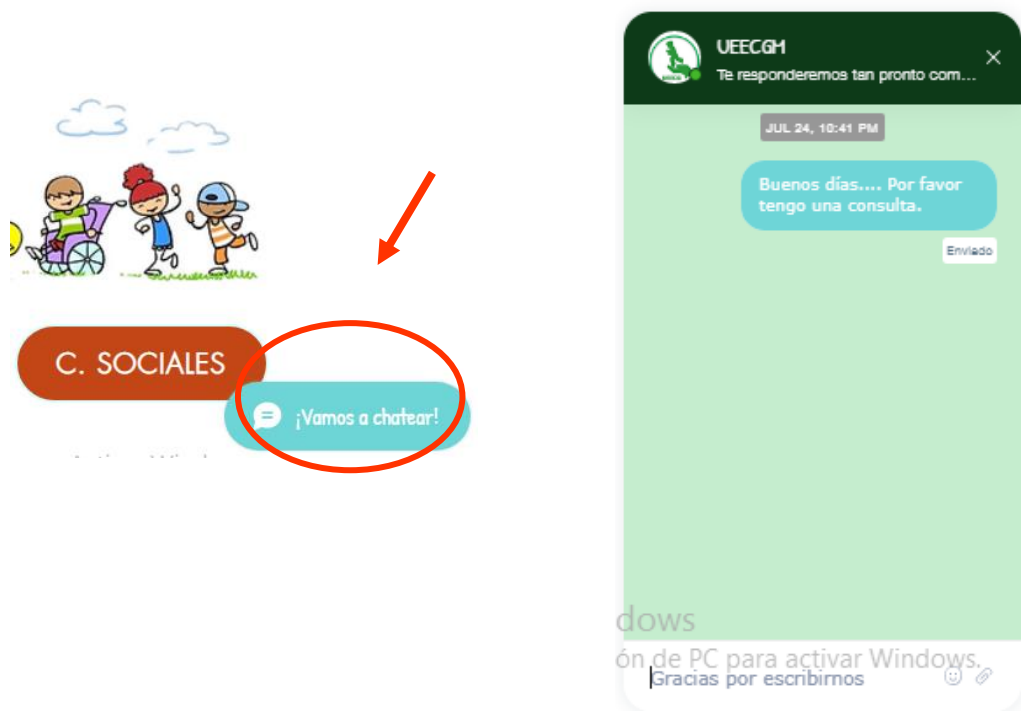 C. SOCIALES
¡Vamos a chatear!
UEECGM
Te responderemos tan pronto com...
JUL 24, 10:41 PM
Buenos días.... Por favor
tengo una consulta.
Enviado
dows
ón de PC para activar Windows.
Gracias por escribirnos